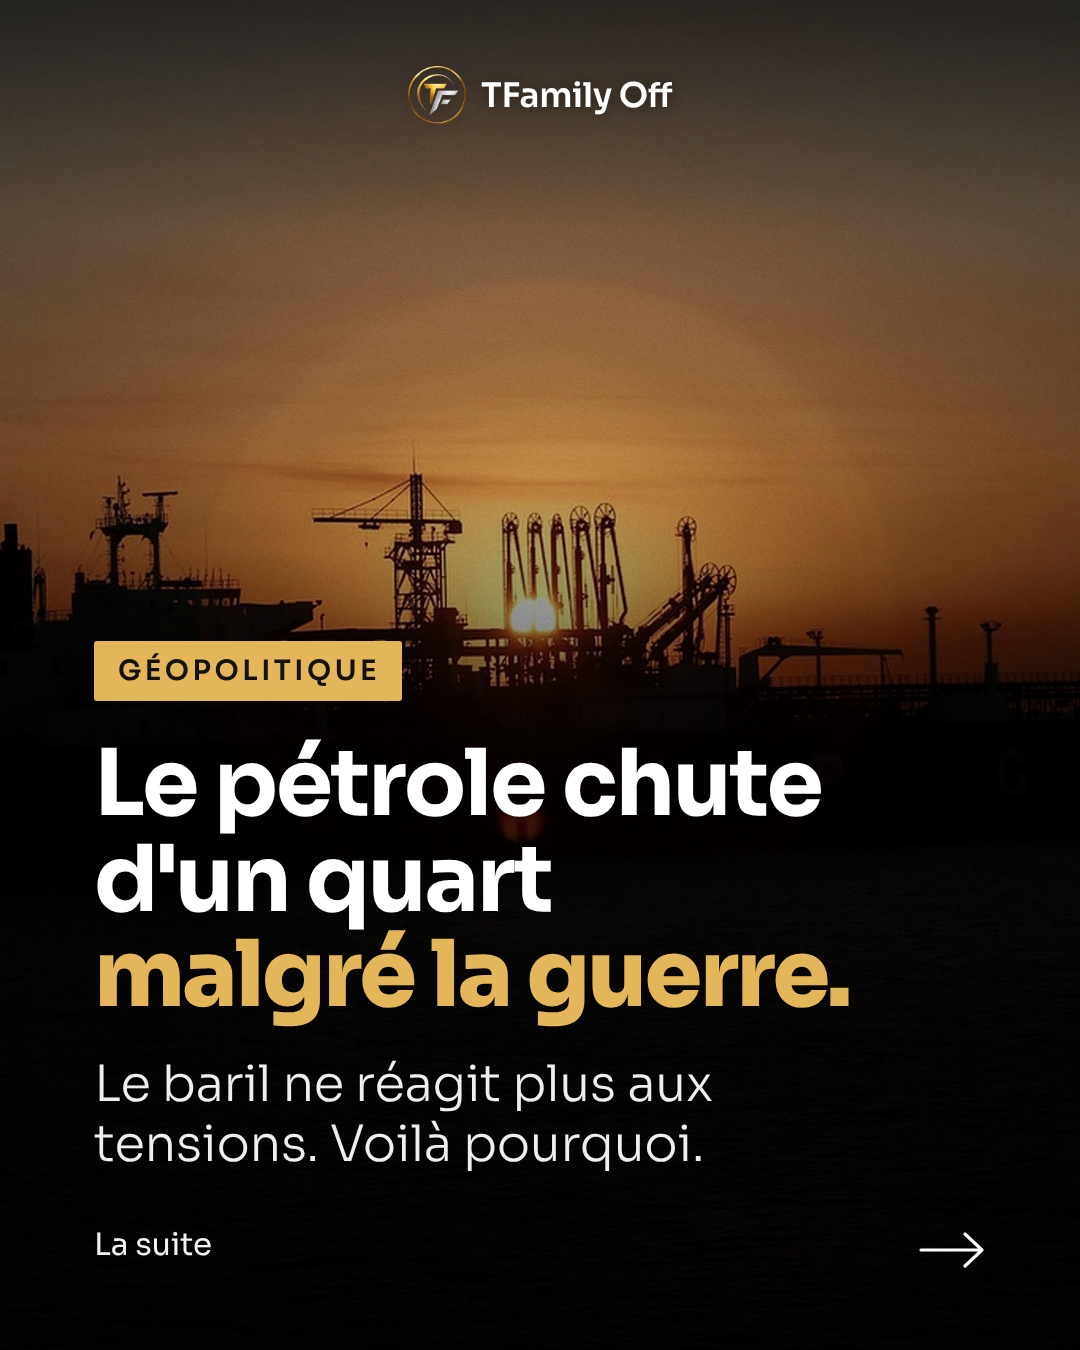 TFamily Off
GÉOPOLITIQUE
Le pétrole chute
d'un quart
malgré la guerre.
Le baril ne réagit plus aux
tensions. Voilà pourquoi.
La suite